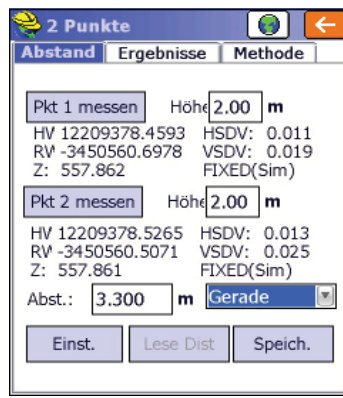 2 Punkte
Abstand Ergebnisse Methode
Pkt 1 messen Höhe 2.00 m
HW 12209378.4593 HSDV: 0.011
RW -3450560.6978 VSDV: 0.019
Z: 557.862 FIXED(Sim)
Pkt 2 messen Höhe 2.00 m
HW 12209378.5265 HSDV: 0.013
RW -3450560.5071 VSDV: 0.025
Z: 557.861 FIXED(Sim)
Abst.: 3.300 m Gerade
Einst. Lese Dist Speich.